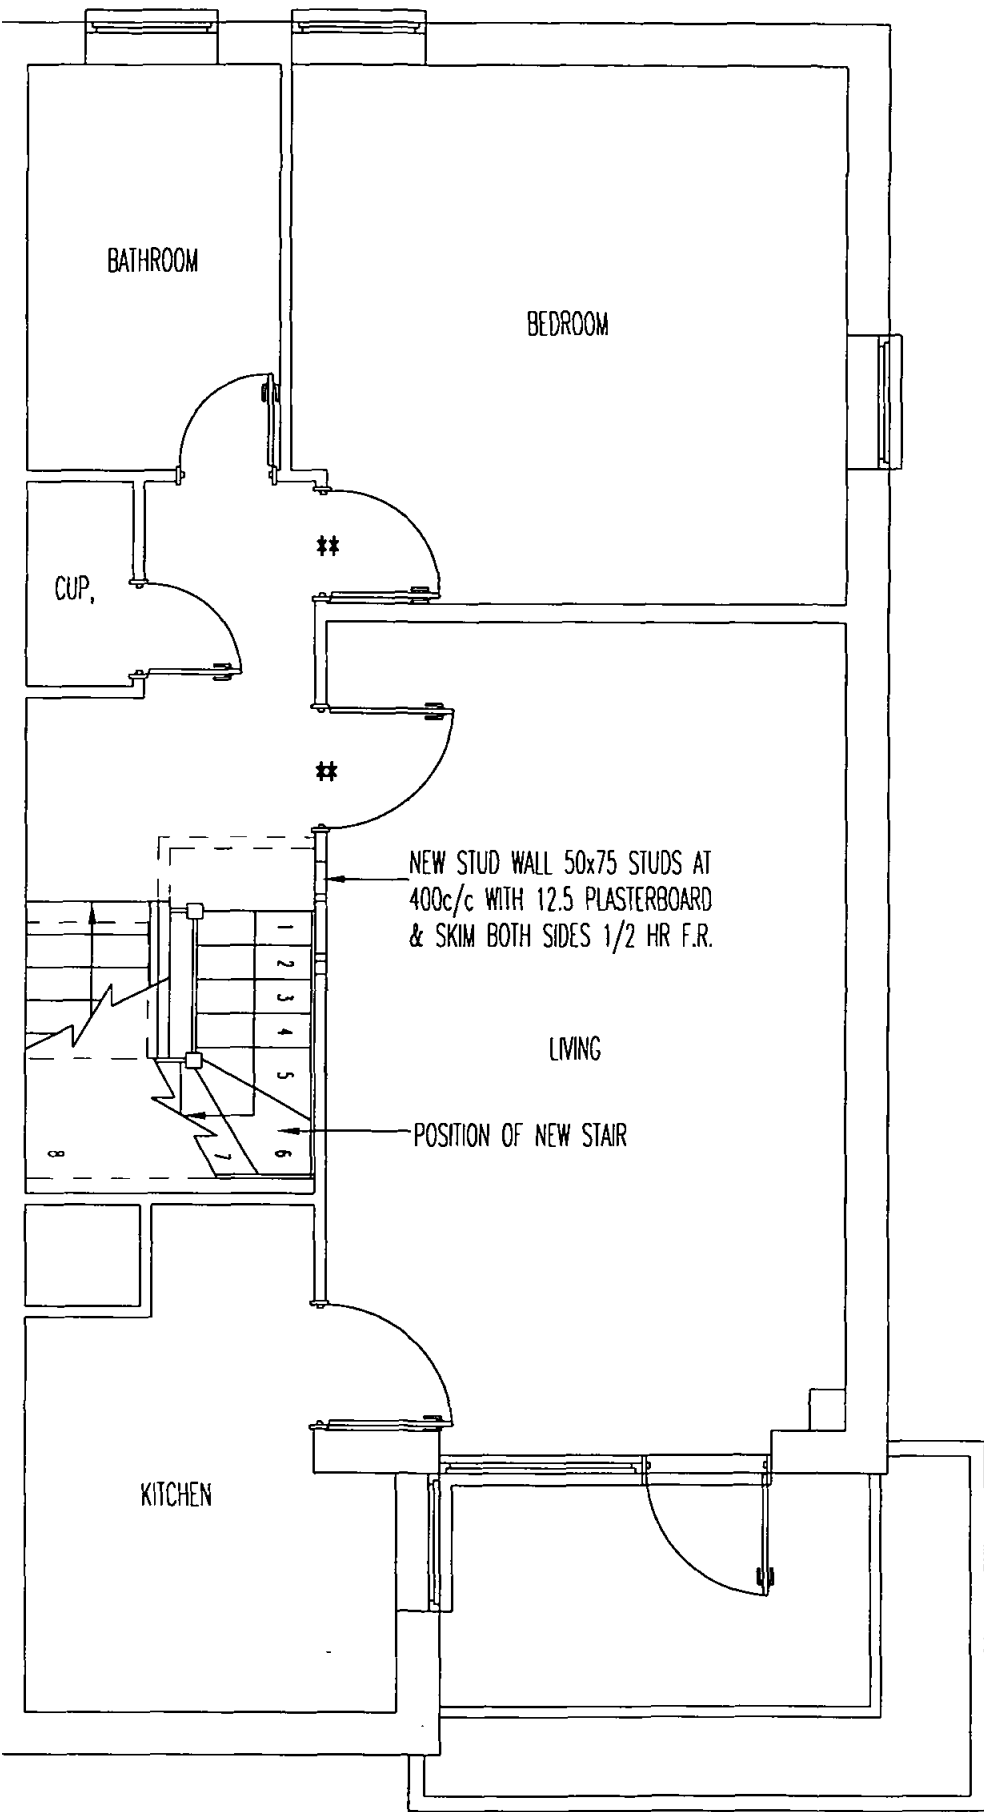 BATHROOM
BEDROOM
**
CUP,
**
NEW STUD WALL 50x75 STUDS AT
400c/c WITH 12.5 PLASTERBOARD
& SKIM BOTH SIDES 1/2 HR F.R.
1
2
3
4
LIVING
5
POSITION OF NEW STAIR
6
7
8
KITCHEN